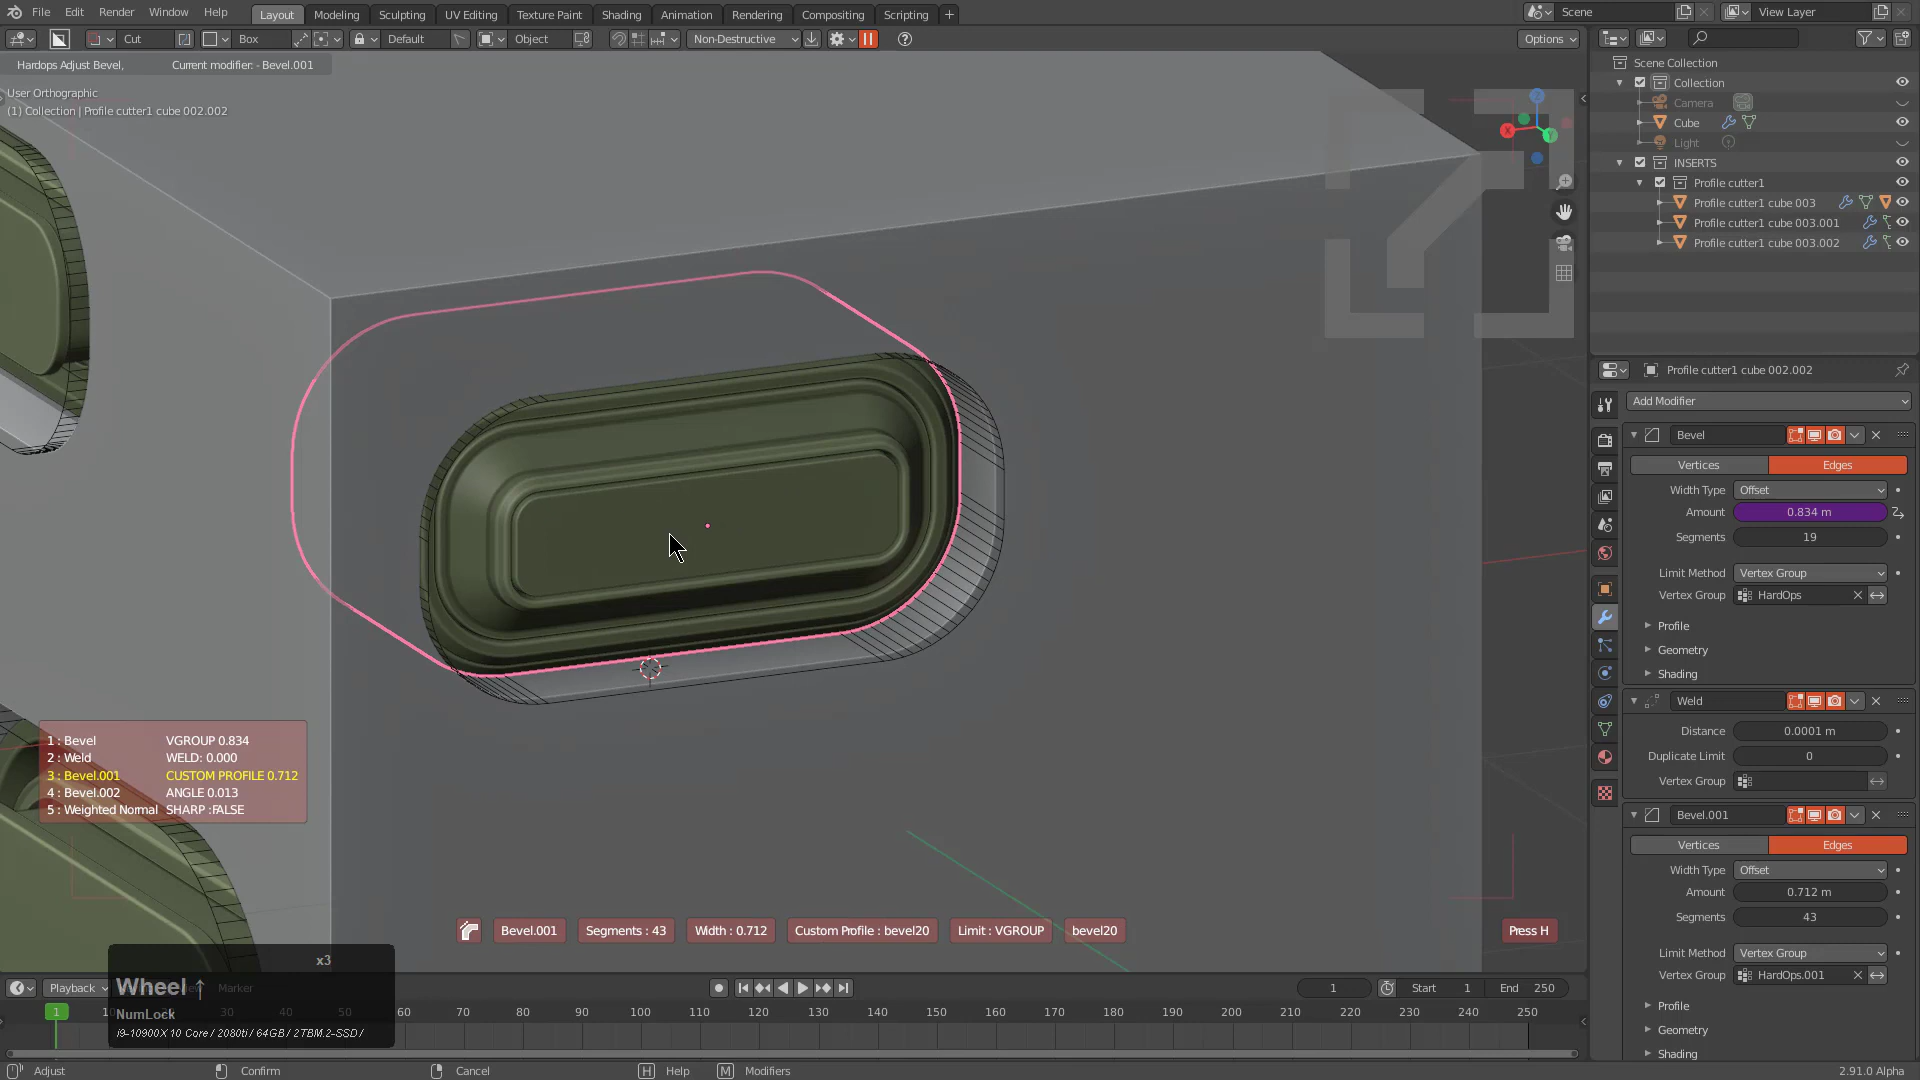 File Edit Render Window Help
Layout Modeling Sculpting UV Editing Texture Paint Shading Animation Rendering Compositing Scripting +
Scene
View Layer
Cut Box Default Object Non-Destructive
Options
Hardops Adjust Bevel, Current modifier: - Bevel.001
User Orthographic
(1) Collection | Profile cutter1 cube 002.002
Scene Collection
Collection
Camera
Cube
Light
INSERTS
Profile cutter1
Profile cutter1 cube 003
Profile cutter1 cube 003.001
Profile cutter1 cube 003.002
Profile cutter1 cube 002.002
Add Modifier
Bevel
Vertices Edges
Width Type Offset
Amount 0.834 m
Segments 19
Limit Method Vertex Group
Vertex Group HardOps
Profile
Geometry
Shading
Weld
Distance 0.0001 m
Duplicate Limit 0
Vertex Group
Bevel.001
Vertices Edges
Width Type Offset
Amount 0.712 m
Segments 43
Limit Method Vertex Group
Vertex Group HardOps.001
Profile
Geometry
Shading
1 : Bevel VGROUP 0.834
2 : Weld WELD: 0.000
3 : Bevel.001 CUSTOM PROFILE 0.712
4 : Bevel.002 ANGLE 0.013
5 : Weighted Normal SHARP :FALSE
Bevel.001 Segments : 43 Width : 0.712 Custom Profile : bevel20 Limit : VGROUP bevel20 Press H
x3
Wheel ↑
NumLock
i9-10900X 10 Core / 2080ti / 64GB / 2TBM.2-SSD /
Playback Marker
1 Start 1 End 250
1 30 40 50 60 70 80 90 100 110 120 130 140 150 160 170 180 190 200 210 220 230 240 250
Adjust Confirm Cancel H Help M Modifiers
2.91.0 Alpha
X Y Z